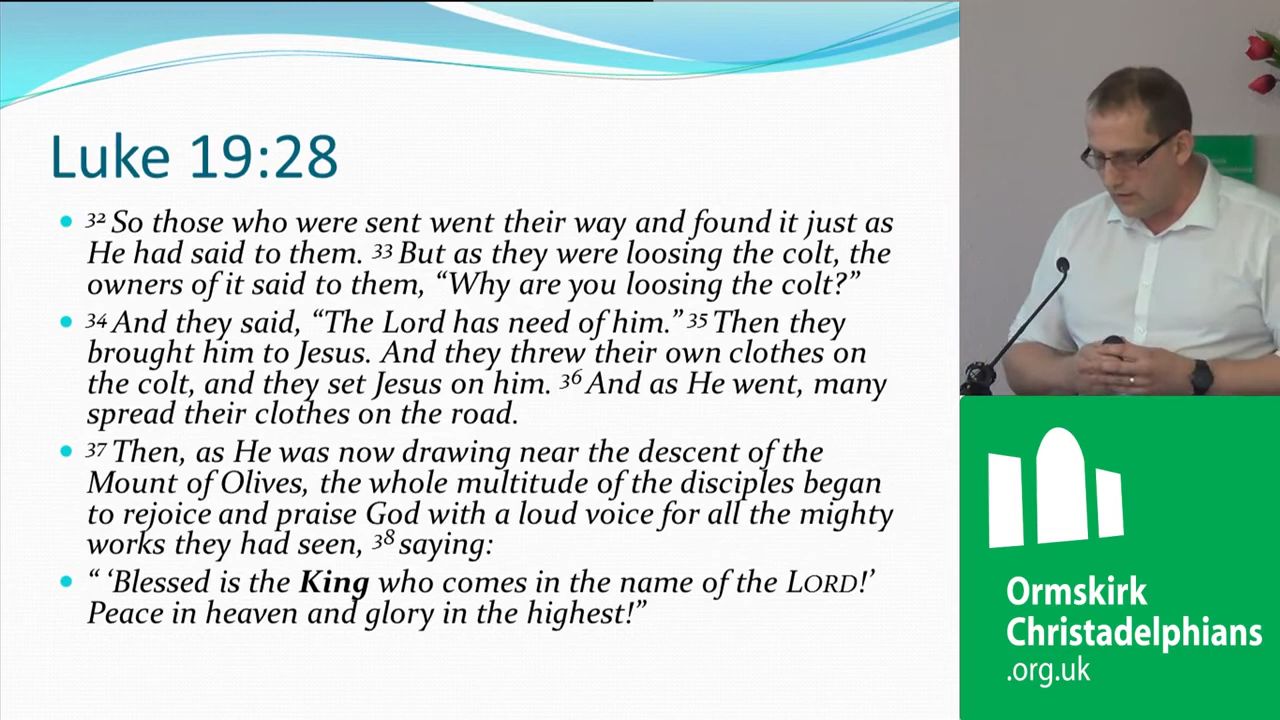 Luke 19:28
• ³² So those who were sent went their way and found it just as
He had said to them. ³³ But as they were loosing the colt, the
owners of it said to them, “Why are you loosing the colt?”
• ³⁴ And they said, “The Lord has need of him.” ³⁵ Then they
brought him to Jesus. And they threw their own clothes on
the colt, and they set Jesus on him. ³⁶ And as He went, many
spread their clothes on the road.
• ³⁷ Then, as He was now drawing near the descent of the
Mount of Olives, the whole multitude of the disciples began
to rejoice and praise God with a loud voice for all the mighty
works they had seen, ³⁸ saying:
• “ ‘Blessed is the King who comes in the name of the LORD!’
Peace in heaven and glory in the highest!”
Ormskirk
Christadelphians
.org.uk